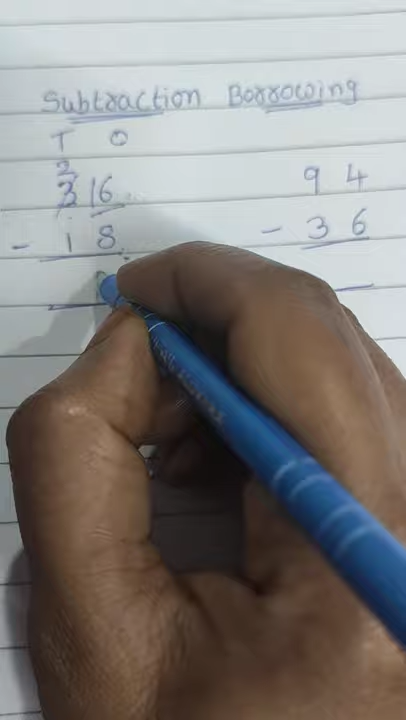 Subtraction Borrowing
T O
2
3 16
- 1 8
9 4
- 3 6